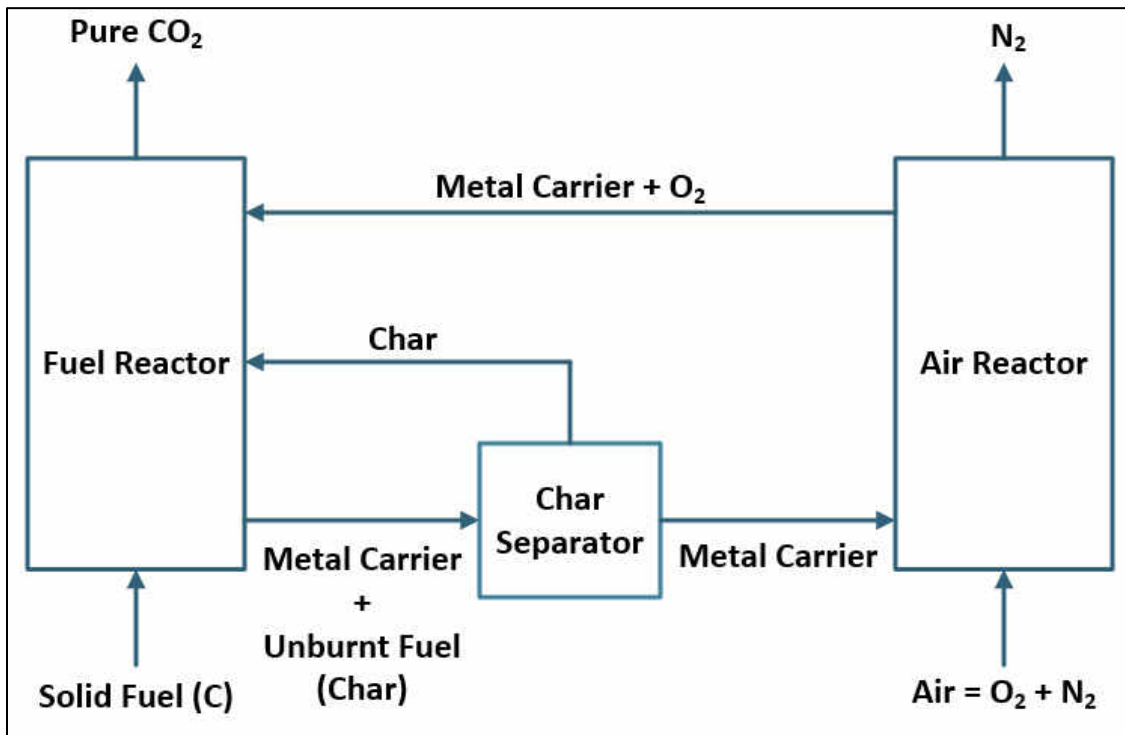 Pure CO₂
N₂
Metal Carrier + O₂
Char
Fuel Reactor
Air Reactor
Char
Separator
Metal Carrier
+
Unburnt Fuel
(Char)
Metal Carrier
Solid Fuel (C)
Air = O₂ + N₂